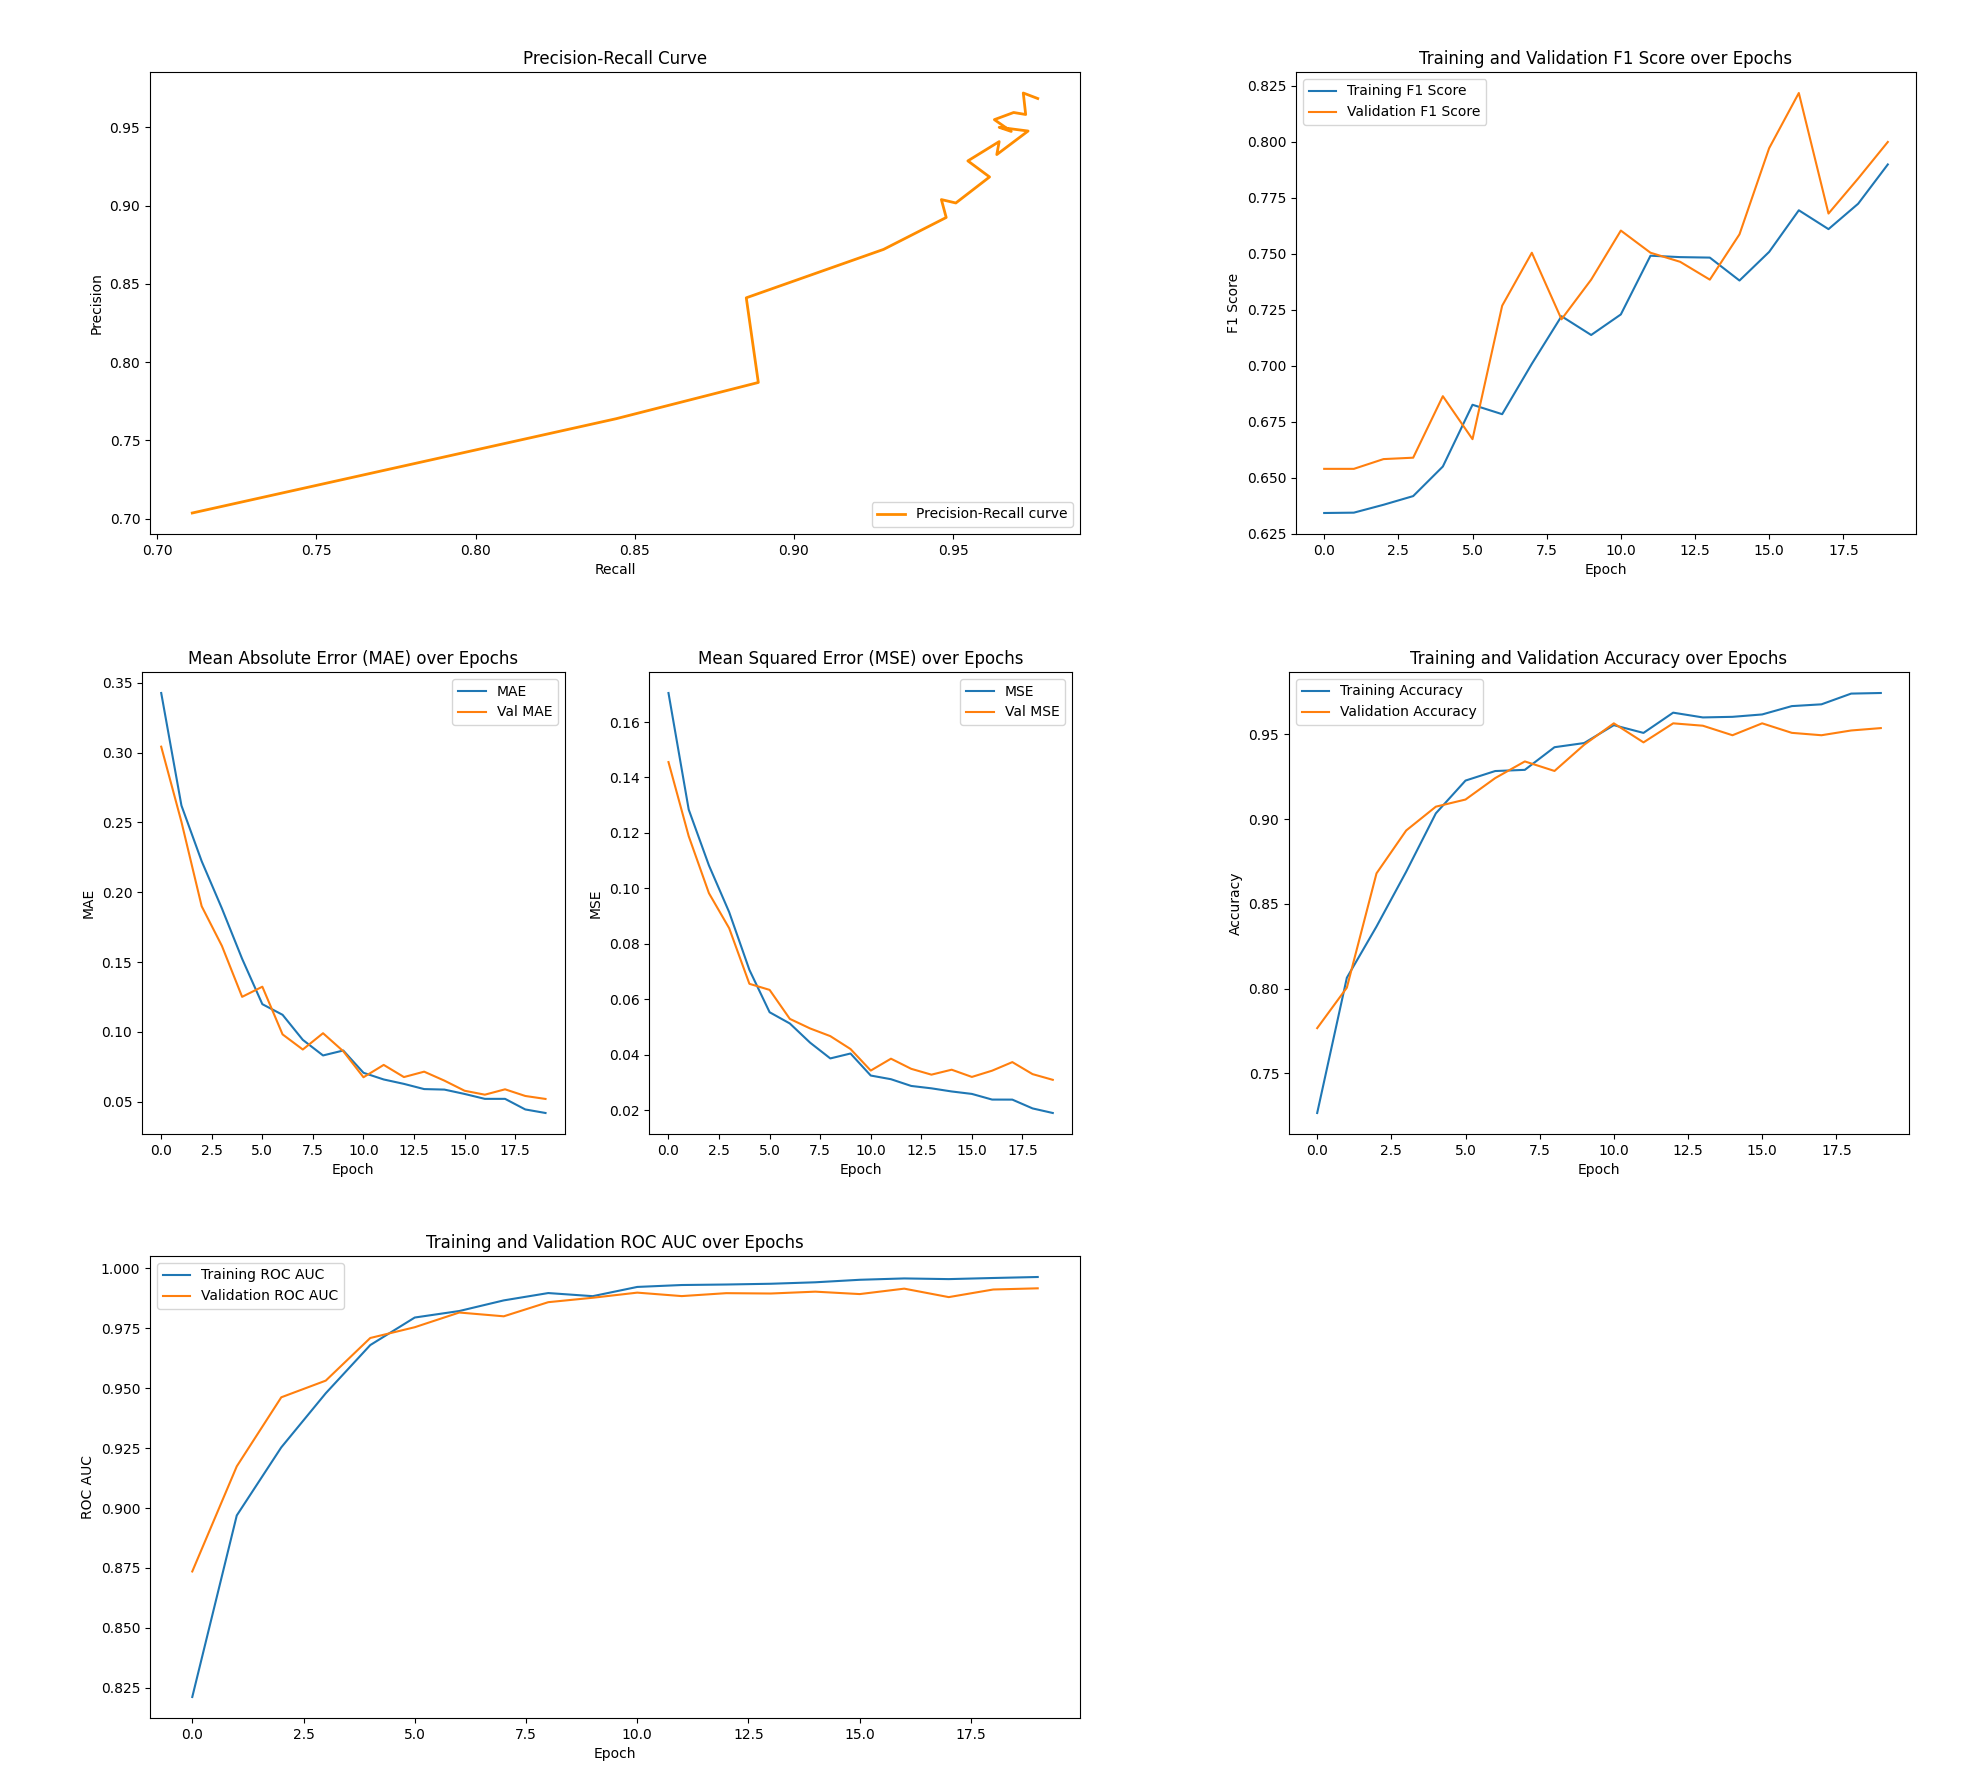 Precision-Recall Curve
0.95
0.90
0.85
0.80
0.75
0.70
Precision
0.70 0.75 0.80 0.85 0.90 0.95
Recall
Precision-Recall curve
Training and Validation F1 Score over Epochs
Training F1 Score
Validation F1 Score
0.825
0.800
0.775
0.750
0.725
0.700
0.675
0.650
0.625
F1 Score
0.0 2.5 5.0 7.5 10.0 12.5 15.0 17.5
Epoch
Mean Absolute Error (MAE) over Epochs
MAE
Val MAE
0.35
0.30
0.25
0.20
0.15
0.10
0.05
MAE
0.0 2.5 5.0 7.5 10.0 12.5 15.0 17.5
Epoch
Mean Squared Error (MSE) over Epochs
MSE
Val MSE
0.16
0.14
0.12
0.10
0.08
0.06
0.04
0.02
MSE
0.0 2.5 5.0 7.5 10.0 12.5 15.0 17.5
Epoch
Training and Validation Accuracy over Epochs
Training Accuracy
Validation Accuracy
0.95
0.90
0.85
0.80
0.75
Accuracy
0.0 2.5 5.0 7.5 10.0 12.5 15.0 17.5
Epoch
Training and Validation ROC AUC over Epochs
Training ROC AUC
Validation ROC AUC
1.000
0.975
0.950
0.925
0.900
0.875
0.850
0.825
ROC AUC
0.0 2.5 5.0 7.5 10.0 12.5 15.0 17.5
Epoch